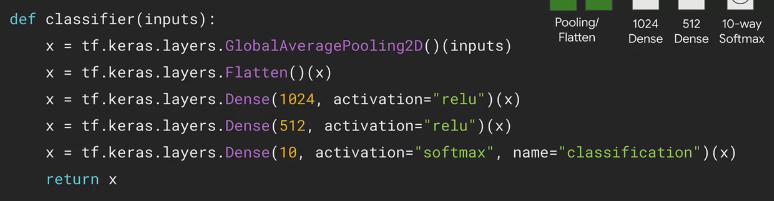 def classifier(inputs):
    x = tf.keras.layers.GlobalAveragePooling2D()(inputs)
    x = tf.keras.layers.Flatten()(x)
    x = tf.keras.layers.Dense(1024, activation="relu")(x)
    x = tf.keras.layers.Dense(512, activation="relu")(x)
    x = tf.keras.layers.Dense(10, activation="softmax", name="classification")(x)
    return x
Pooling/
Flatten
1024
Dense
512
Dense
10-way
Softmax